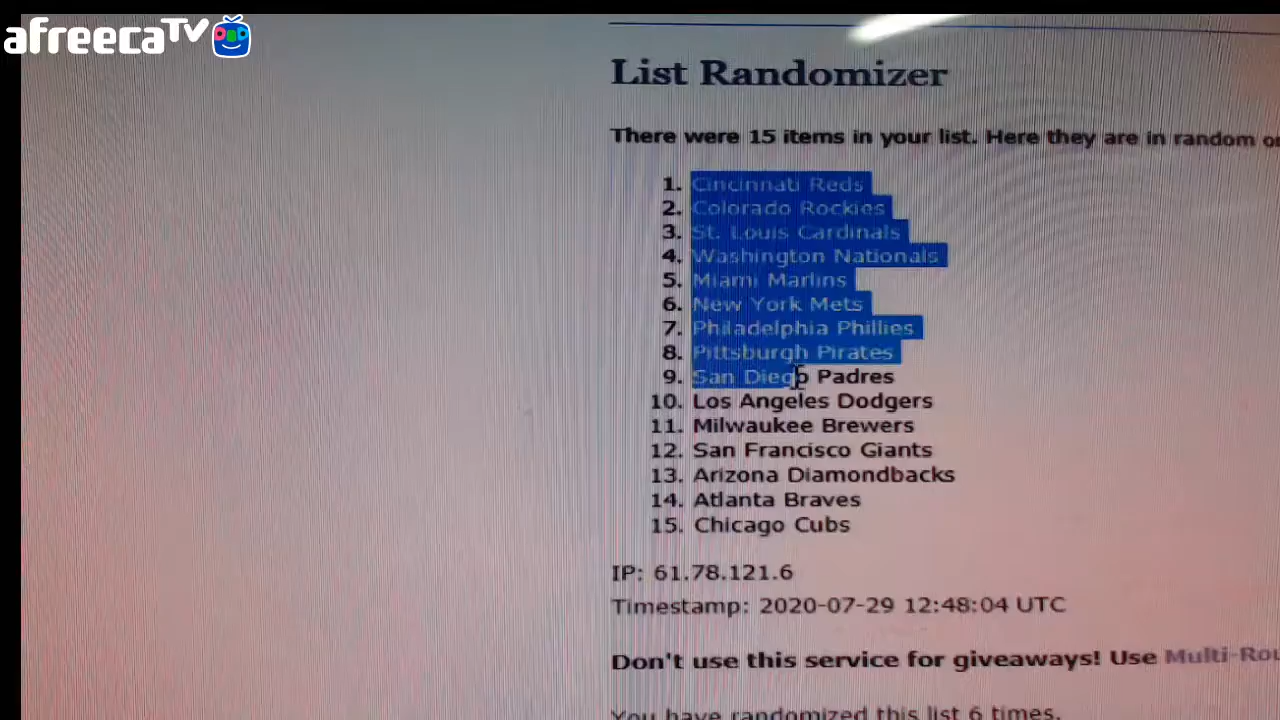 afreecaTV
List Randomizer
There were 15 items in your list. Here they are in random
1. Cincinnati Reds
2. Colorado Rockies
3. St. Louis Cardinals
4. Washington Nationals
5. Miami Marlins
6. New York Mets
7. Philadelphia Phillies
8. Pittsburgh Pirates
9. San Diego Padres
10. Los Angeles Dodgers
11. Milwaukee Brewers
12. San Francisco Giants
13. Arizona Diamondbacks
14. Atlanta Braves
15. Chicago Cubs
IP: 61.78.121.6
Timestamp: 2020-07-29 12:48:04 UTC
Don't use this service for giveaways! Use
You have randomized this list 6 times.